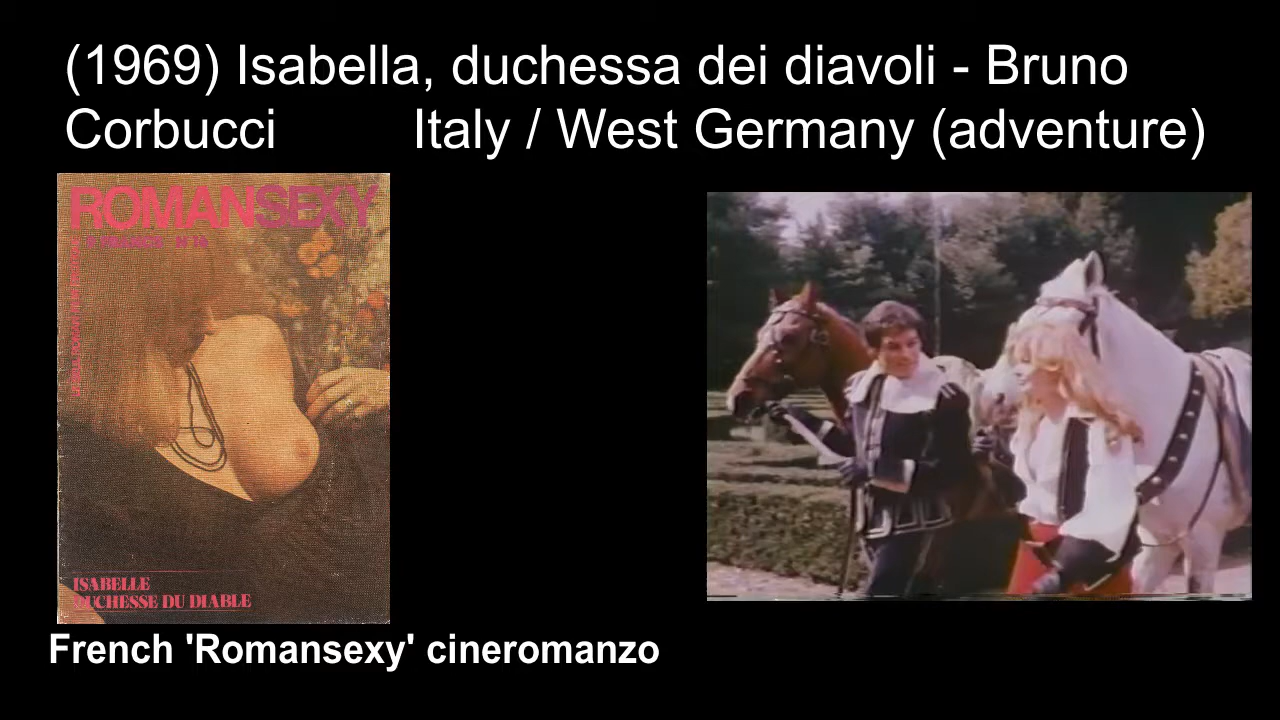 (1969) Isabella, duchessa dei diavoli - Bruno
Corbucci Italy / West Germany (adventure)
ROMANSEXY
ISABELLE
DUCHESSE DU DIABLE
French 'Romansexy' cineromanzo